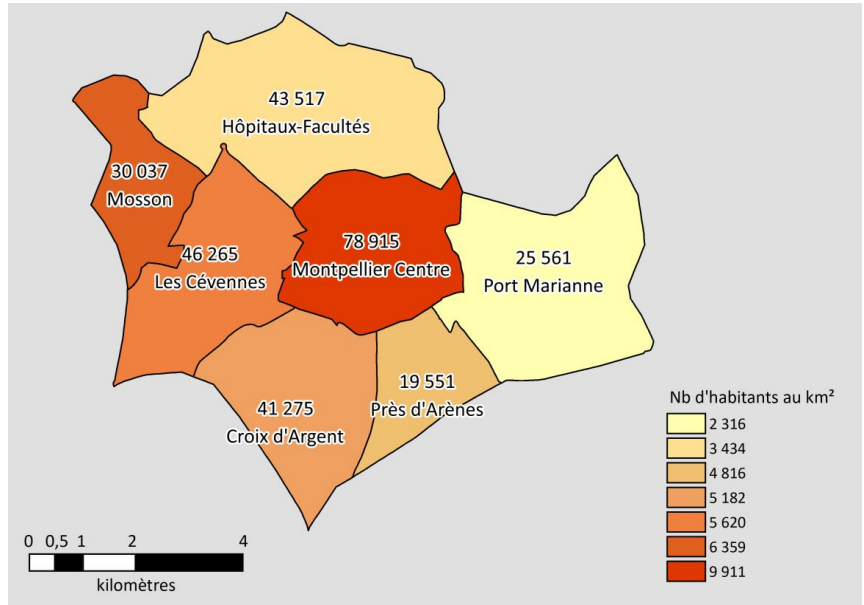 43 517
Hôpitaux-Facultés
30 037
Mosson
46 265
Les Cévennes
78 915
Montpellier Centre
25 561
Port Marianne
41 275
Croix d'Argent
19 551
Près d'Arènes
Nb d'habitants au km²
2 316
3 434
4 816
5 182
5 620
6 359
9 911
0 0,5 1 2 4
kilomètres